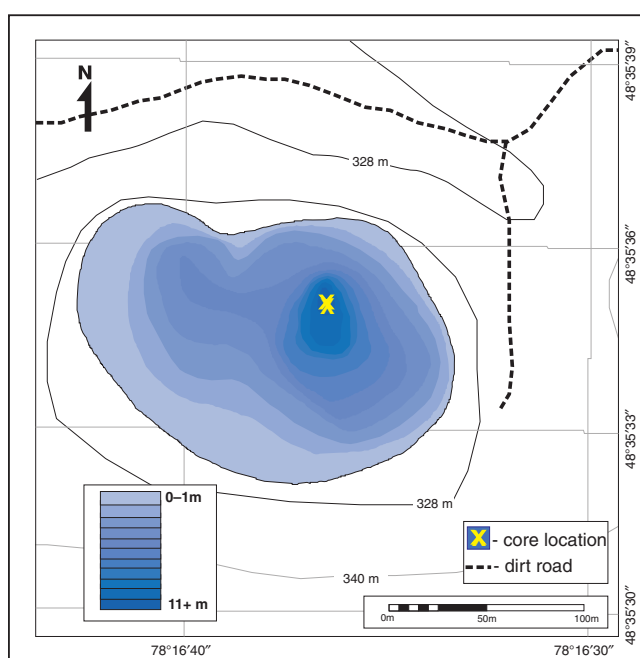 N
48°35′39″
328 m
48°35′36″
48°35′33″
328 m
0–1m
11+ m
340 m
X - core location
- dirt road
0m 50m 100m
48°35′30″
78°16′40″ 78°16′30″